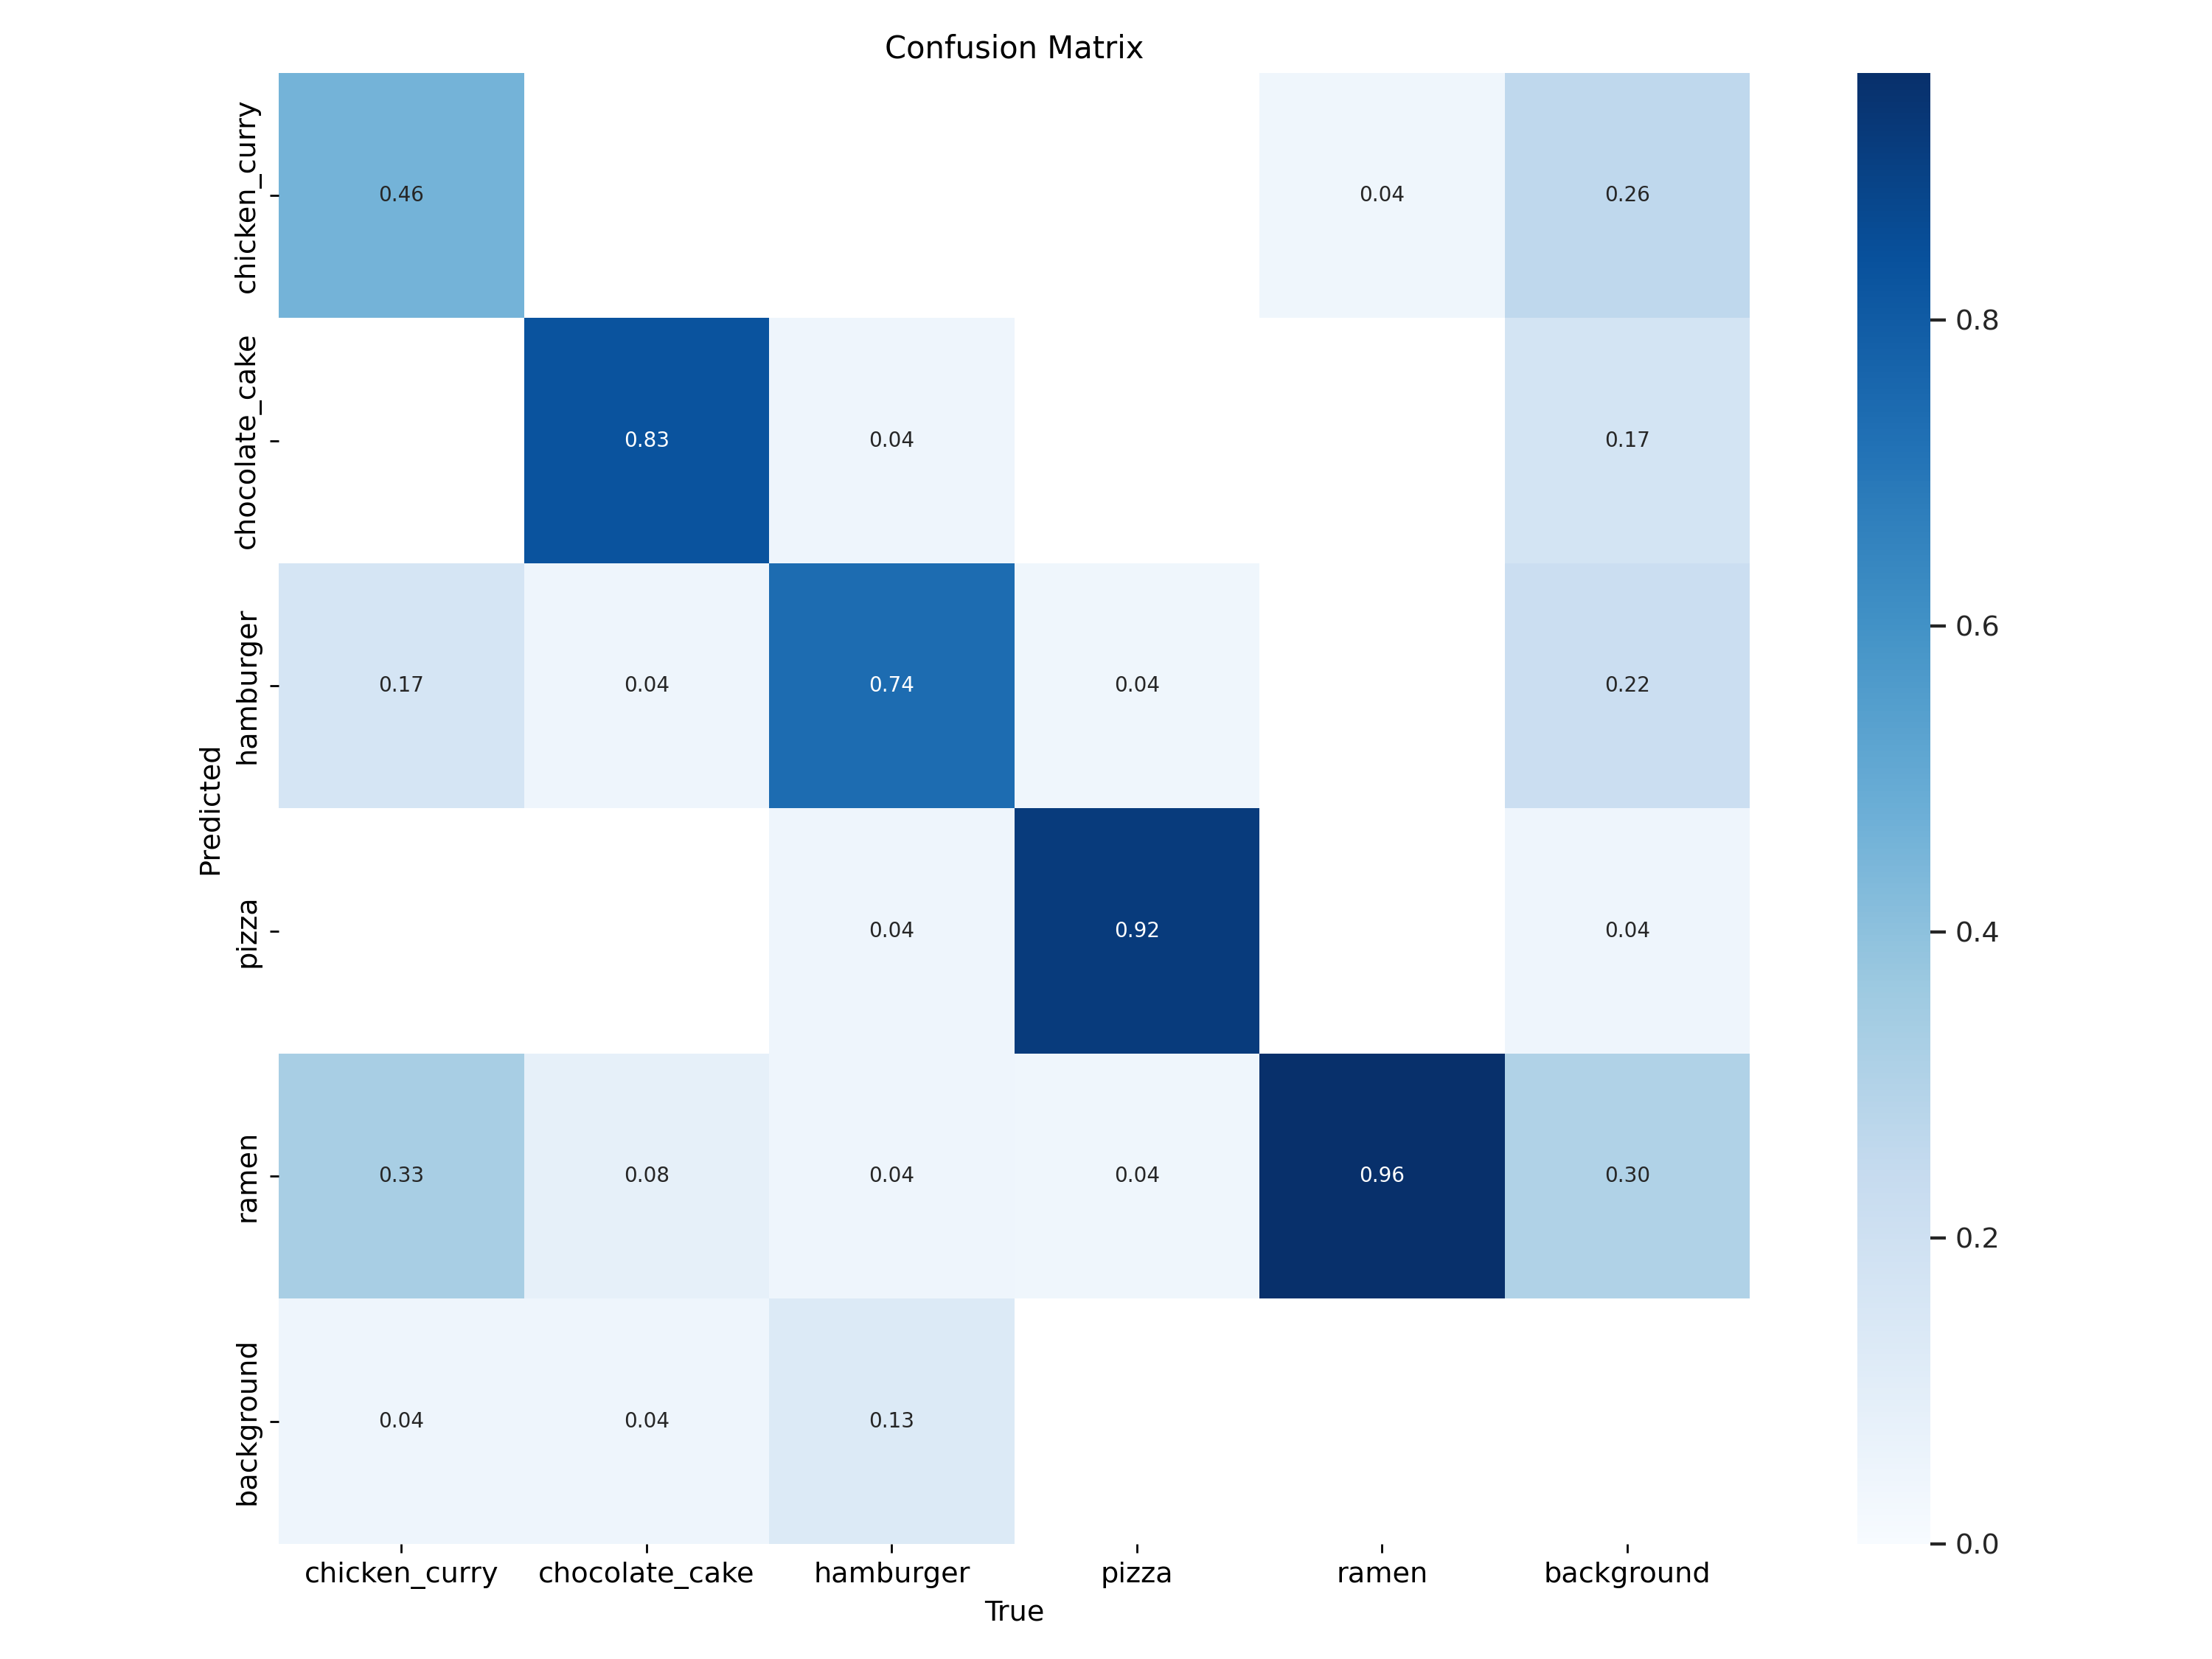 Confusion Matrix
Predicted
chicken_curry
0.46 0.04 0.26
chocolate_cake
0.83 0.04 0.17
hamburger
0.17 0.04 0.74 0.04 0.22
pizza
0.04 0.92 0.04
ramen
0.33 0.08 0.04 0.04 0.96 0.30
background
0.04 0.04 0.13
chicken_curry chocolate_cake hamburger pizza ramen background
True
0.8
0.6
0.4
0.2
0.0